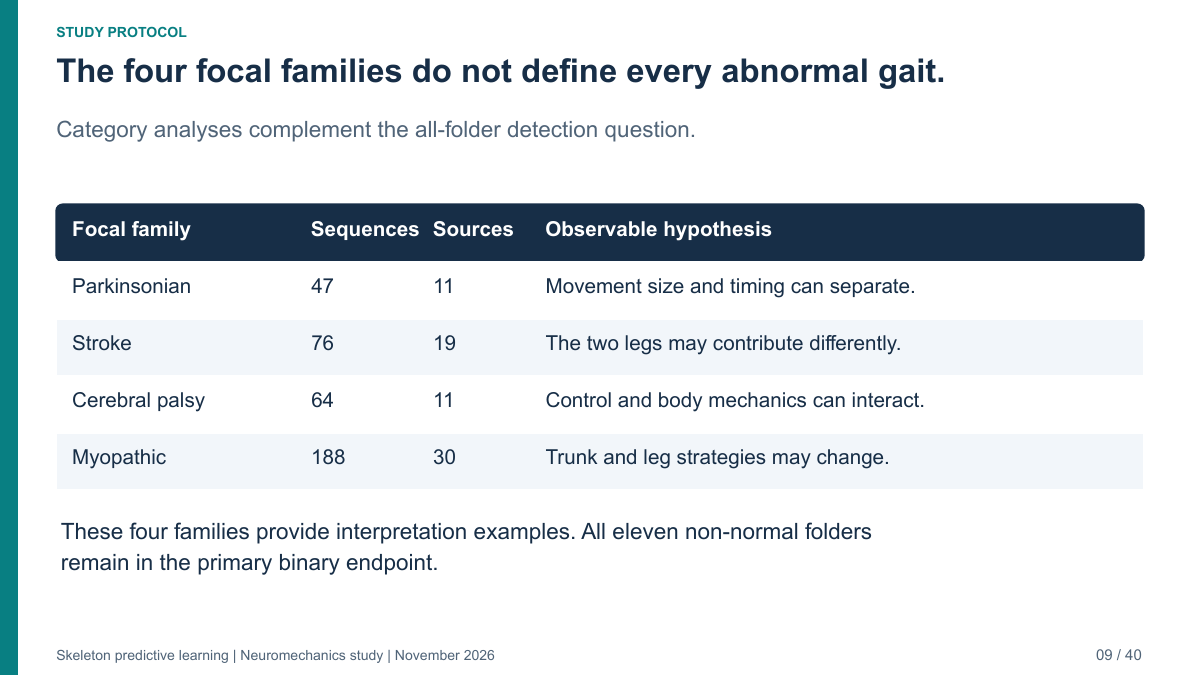 STUDY PROTOCOL
The four focal families do not define every abnormal gait.
Category analyses complement the all-folder detection question.
Focal family Sequences Sources Observable hypothesis
Parkinsonian 47 11 Movement size and timing can separate.
Stroke 76 19 The two legs may contribute differently.
Cerebral palsy 64 11 Control and body mechanics can interact.
Myopathic 188 30 Trunk and leg strategies may change.
These four families provide interpretation examples. All eleven non-normal folders
remain in the primary binary endpoint.
Skeleton predictive learning | Neuromechanics study | November 2026 09 / 40